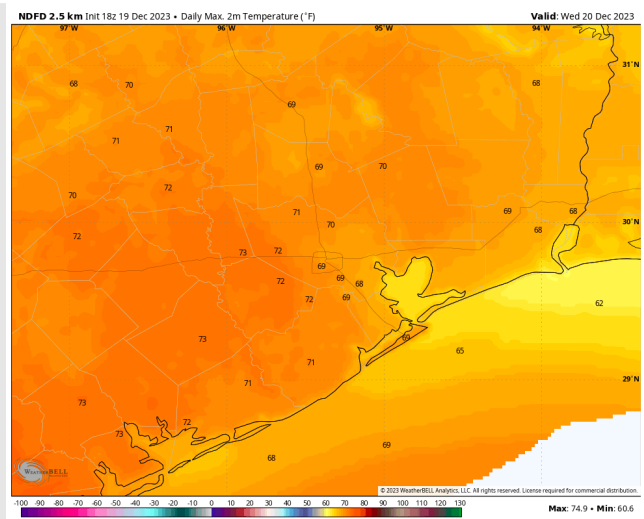 NDFD 2.5 km Init 18z 19 Dec 2023 • Daily Max. 2m Temperature (°F)
Valid: Wed 20 Dec 2023
97°W 96°W 95°W 94°W
31°N
68 70 68
69
71
71
69 70
72
70
71 69 68
30°N
70 68
72
73 72
69
69
72 68
72 69
62
69
73 65
71 29°N
71
73
72
73
69
68
WEATHERBELL
© 2023 WeatherBELL Analytics, LLC. All rights reserved. License required for commercial distribution.
-100 -90 -80 -70 -60 -50 -40 -30 -20 -10 0 10 20 30 40 50 60 70 80 90 100 110 120 130
Max: 74.9 • Min: 60.6